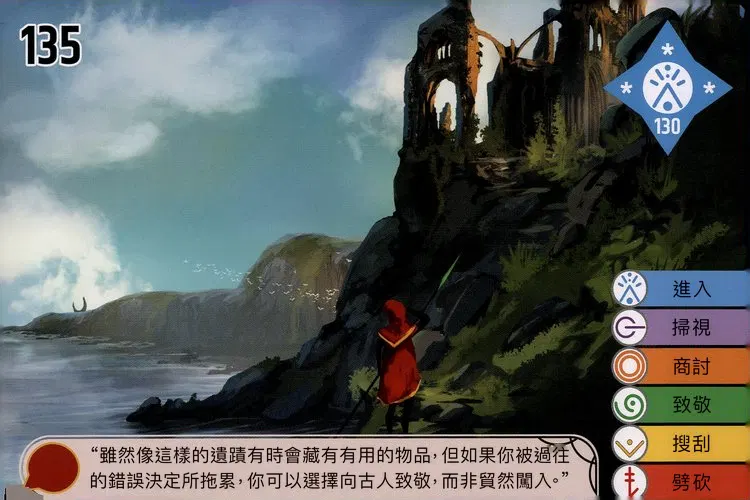 135
130
進入
掃視
商討
致敬
搜刮
劈砍
“雖然像這樣的遺蹟有時會藏有有用的物品，但如果你被過往
的錯誤決定所拖累，你可以選擇向古人致敬，而非貿然闖入。”